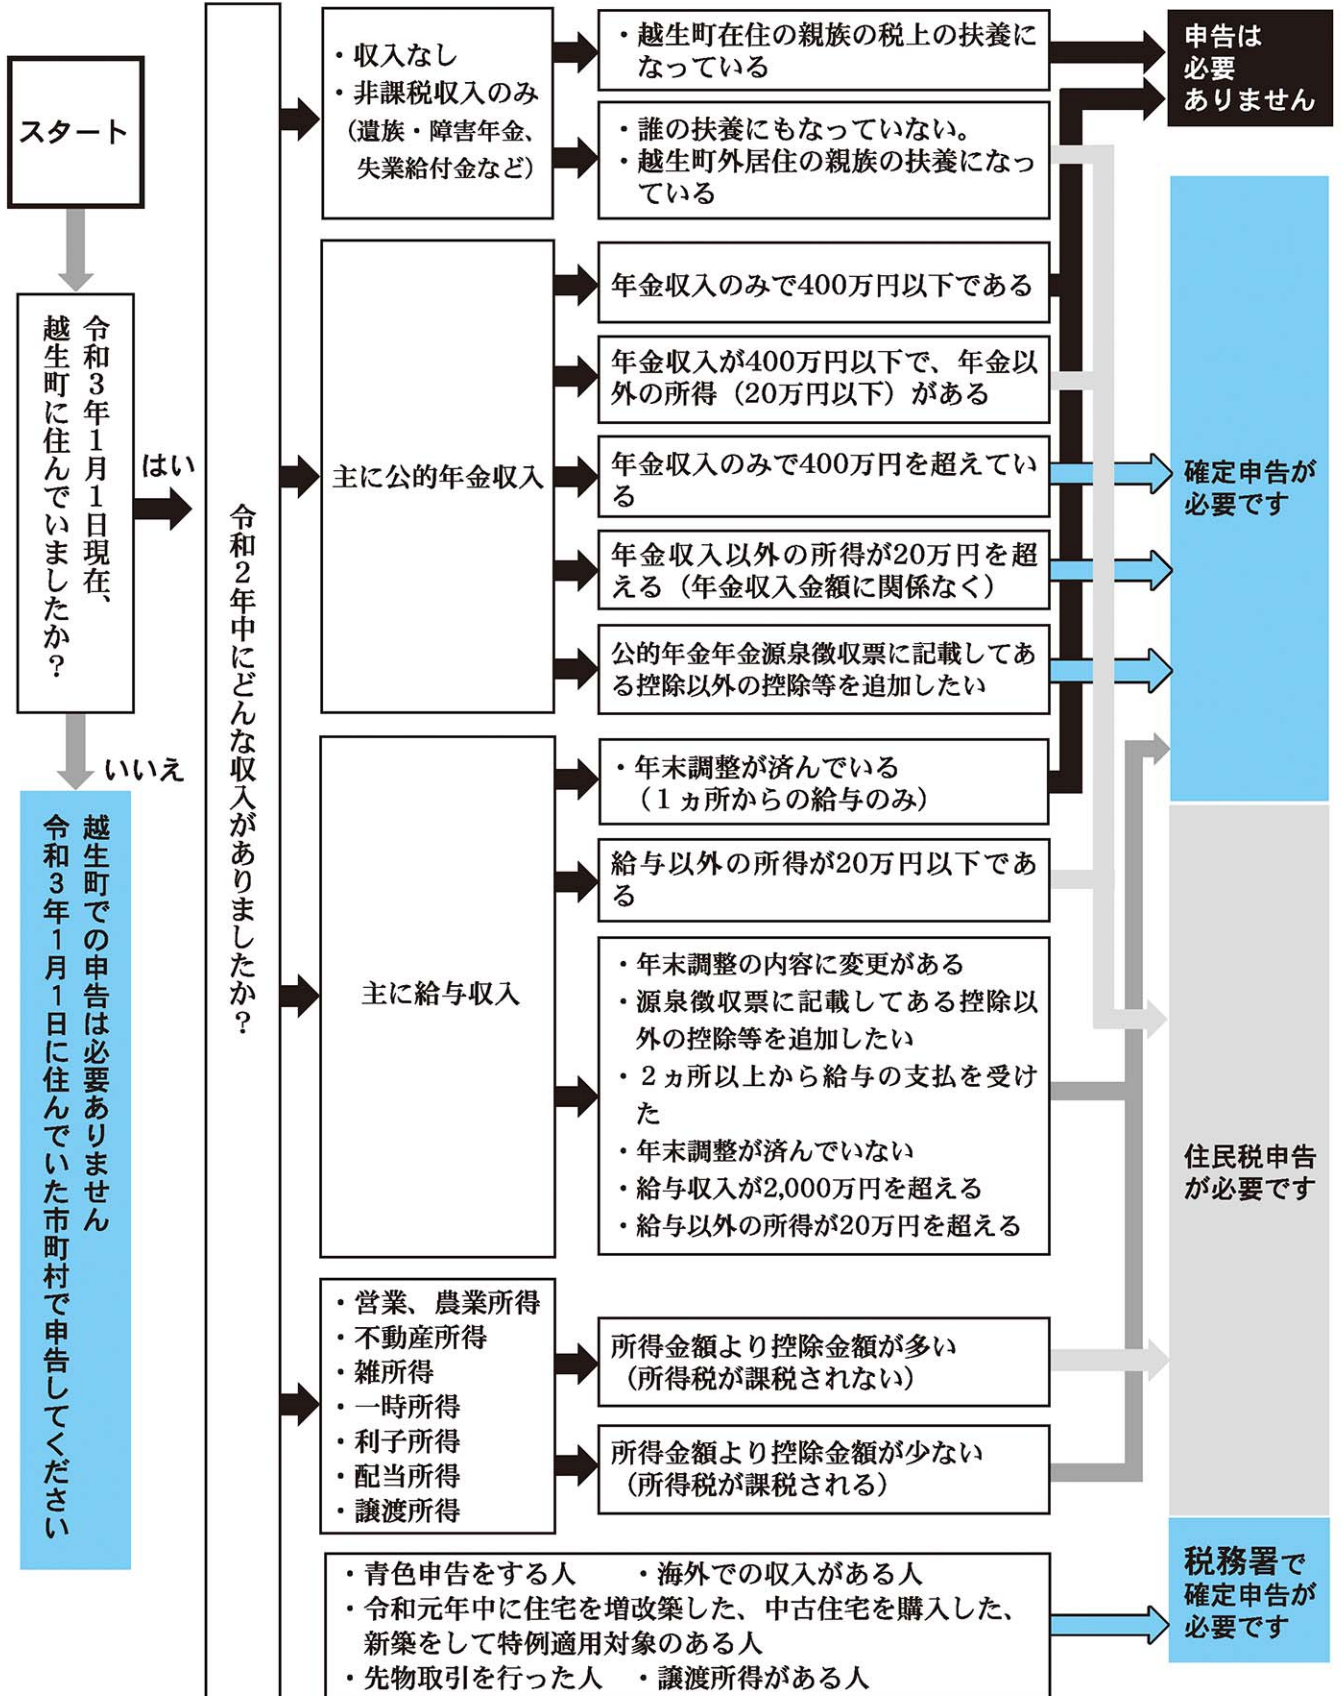 スタート
令和３年１月１日現在、
越生町に住んでいましたか？
はい
いいえ
越生町での申告は必要ありません
令和３年１月１日に住んでいた市町村で申告してください
令和２年中にどんな収入がありましたか？
・収入なし
・非課税収入のみ
（遺族・障害年金、
失業給付金など）
・越生町在住の親族の税上の扶養に
なっている
・誰の扶養にもなっていない。
・越生町外居住の親族の扶養になっ
ている
主に公的年金収入
年金収入のみで400万円以下である
年金収入が400万円以下で、年金以
外の所得（20万円以下）がある
年金収入のみで400万円を超えてい
る
年金収入以外の所得が20万円を超
える（年金収入金額に関係なく）
公的年金年金源泉徴収票に記載してあ
る控除以外の控除等を追加したい
主に給与収入
・年末調整が済んでいる
（１ヵ所からの給与のみ）
給与以外の所得が20万円以下であ
る
・年末調整の内容に変更がある
・源泉徴収票に記載してある控除以
外の控除等を追加したい
・２ヵ所以上から給与の支払を受け
た
・年末調整が済んでいない
・給与収入が2,000万円を超える
・給与以外の所得が20万円を超える
・営業、農業所得
・不動産所得
・雑所得
・一時所得
・利子所得
・配当所得
・譲渡所得
所得金額より控除金額が多い
（所得税が課税されない）
所得金額より控除金額が少ない
（所得税が課税される）
・青色申告をする人　・海外での収入がある人
・令和元年中に住宅を増改築した、中古住宅を購入した、
新築をして特例適用対象のある人
・先物取引を行った人　・譲渡所得がある人
申告は
必要
ありません
確定申告が
必要です
住民税申告
が必要です
税務署で
確定申告が
必要です